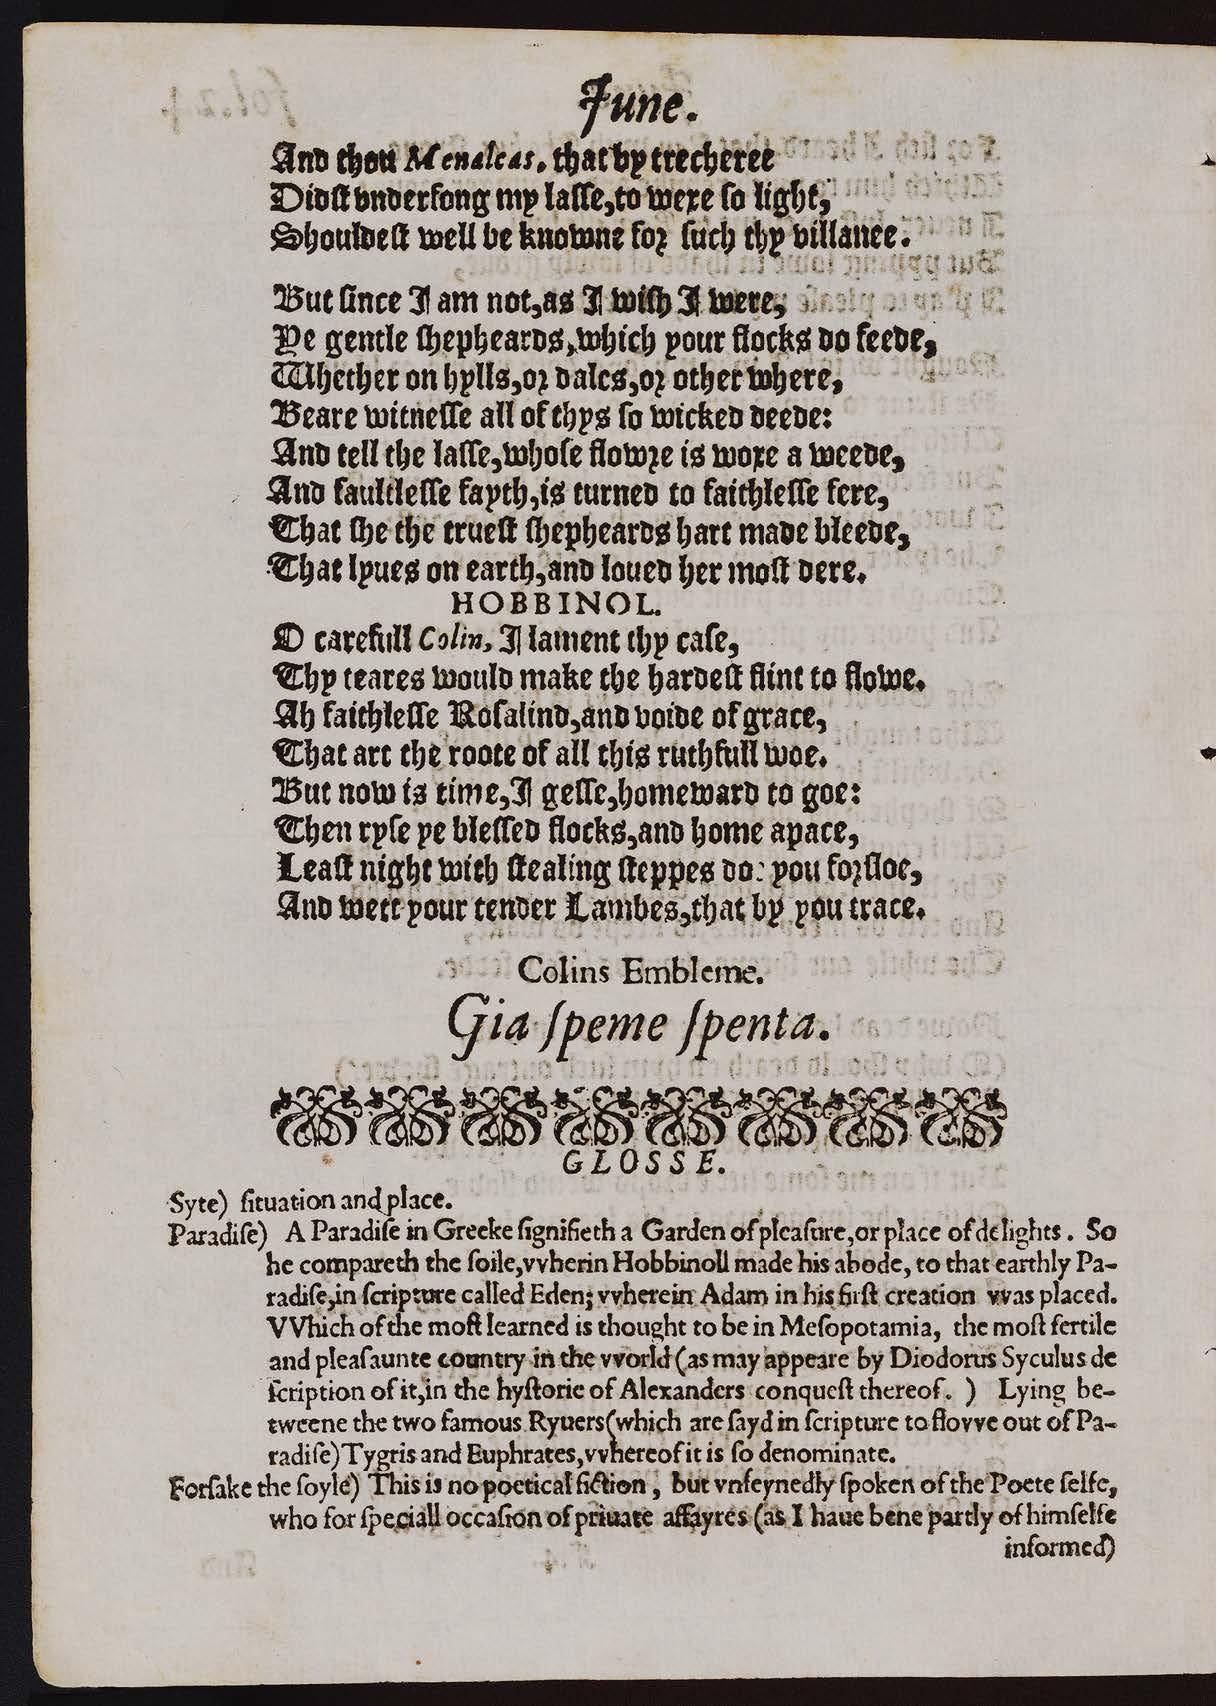 June.
And thou Menalcas, that by trecheree
Didſt vnderfong my laſſe, to wexe ſo light,
Shouldeſt well be knowne for ſuch thy villanee.
But ſince I am not, as I wiſh I were,
Ye gentle ſhepheards, which your flocks do feede,
Whether on hylls, or dales, or other where,
Beare witneſſe all of thys ſo wicked deede:
And tell the laſſe, whoſe flowre is woxe a weede,
And faultleſſe fayth, is turned to faithleſſe fere,
That ſhe the trueſt ſhepheards hart made bleede,
That lyues on earth, and loued her moſt dere.
HOBBINOL.
O carefull Colin, I lament thy caſe,
Thy teares would make the hardeſt flint to flowe.
Ah faithleſſe Roſalind, and voide of grace,
That art the roote of all this ruthfull woe.
But now is time, I geſſe, homeward to goe:
Then ryſe ye bleſſed flocks, and home apace,
Leaſt night with ſtealing ſteppes do: you forſloe,
And wett your tender Lambes, that by you trace.
Colins Embleme.
Gia ſpeme ſpenta.
GLOSSE.
Syte) ſituation and place.
Paradiſe) A Paradiſe in Greeke ſignifieth a Garden of pleaſure, or place of delights. So
he compareth the ſoile, vvherin Hobbinoll made his abode, to that earthly Pa-
radiſe, in ſcripture called Eden; vvherein Adam in his firſt creation vvas placed.
VVhich of the moſt learned is thought to be in Meſopotamia, the moſt fertile
and pleaſaunte country in the vvorld (as may appeare by Diodorus Syculus de
ſcription of it, in the hyſtorie of Alexanders conqueſt thereof. ) Lying be-
tweene the two famous Ryuers (which are ſayd in ſcripture to flovve out of Pa-
radiſe) Tygris and Euphrates, vvhereof it is ſo denominate.
Forſake the ſoyle) This is no poetical fiction, but vnfeynedly ſpoken of the Poete ſelfe,
who for ſpeciall occaſion of priuate affayres (as I haue bene partly of himſelfe
informed)